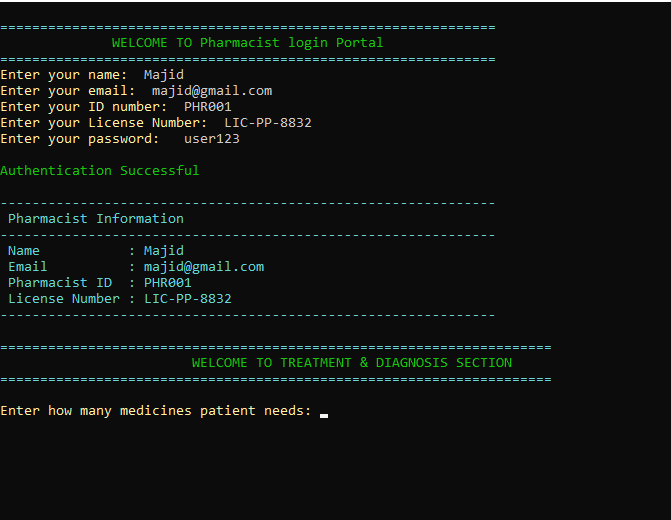 ==============================================================
WELCOME TO Pharmacist login Portal
==============================================================
Enter your name:  Majid
Enter your email:  majid@gmail.com
Enter your ID number:  PHR001
Enter your License Number:  LIC-PP-8832
Enter your password:   user123
Authentication Successful
--------------------------------------------------------------
Pharmacist Information
--------------------------------------------------------------
Name           : Majid
Email          : majid@gmail.com
Pharmacist ID  : PHR001
License Number : LIC-PP-8832
--------------------------------------------------------------
=====================================================================
WELCOME TO TREATMENT & DIAGNOSIS SECTION
=====================================================================
Enter how many medicines patient needs: